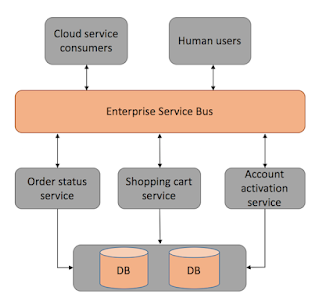 Cloud service
consumers
Human users
Enterprise Service Bus
Order status
service
Shopping cart
service
Account
activation
service
DB
DB